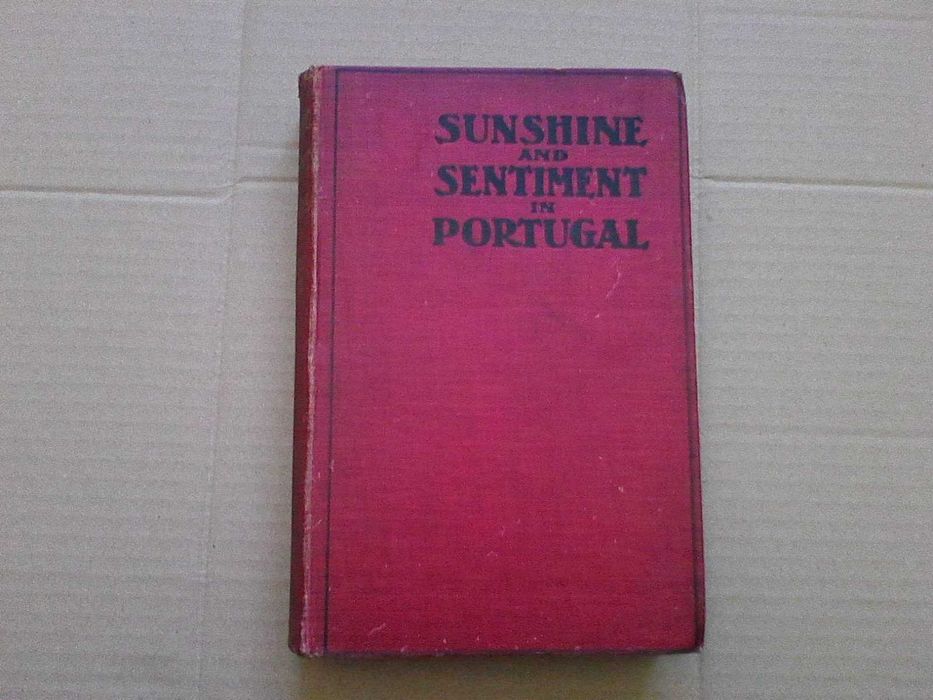 SUNSHINE
AND
SENTIMENT
IN
PORTUGAL